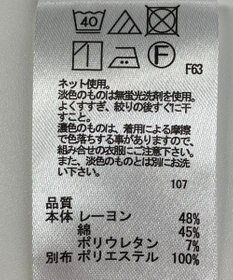 40
F
F63
ネット使用。
淡色のものは無蛍光洗剤を使用。
よくすすぎ、絞りの後すぐに干
すこと。
濃色のものは、着用による摩擦
で色落ちする事がありますので、
組み合せの衣服にご注意下さい。
また、淡色のものとは別にお洗
い下さい。
107
品質
本体 レーヨン 48%
綿 45%
ポリウレタン 7%
別布 ポリエステル 100%